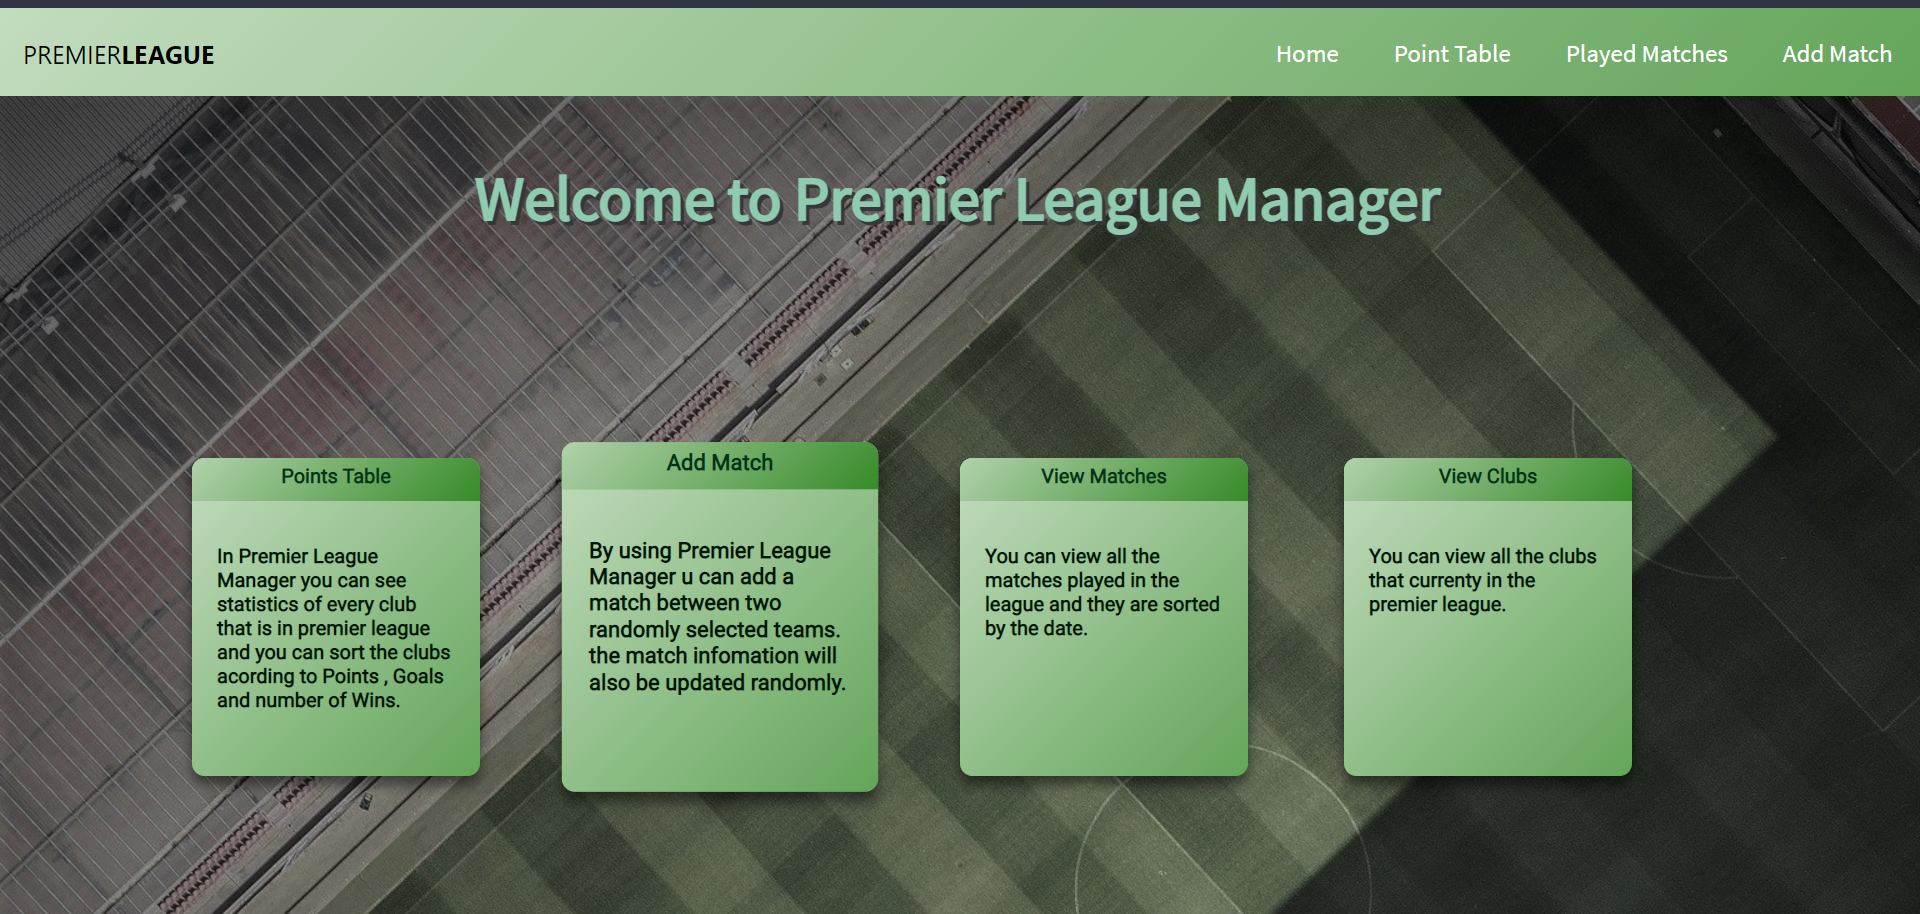 PREMIERLEAGUE
Home
Point Table
Played Matches
Add Match
Welcome to Premier League Manager
Points Table
In Premier League
Manager you can see
statistics of every club
that is in premier league
and you can sort the clubs
acording to Points , Goals
and number of Wins.
Add Match
By using Premier League
Manager u can add a
match between two
randomly selected teams.
the match infomation will
also be updated randomly.
View Matches
You can view all the
matches played in the
league and they are sorted
by the date.
View Clubs
You can view all the clubs
that currenty in the
premier league.